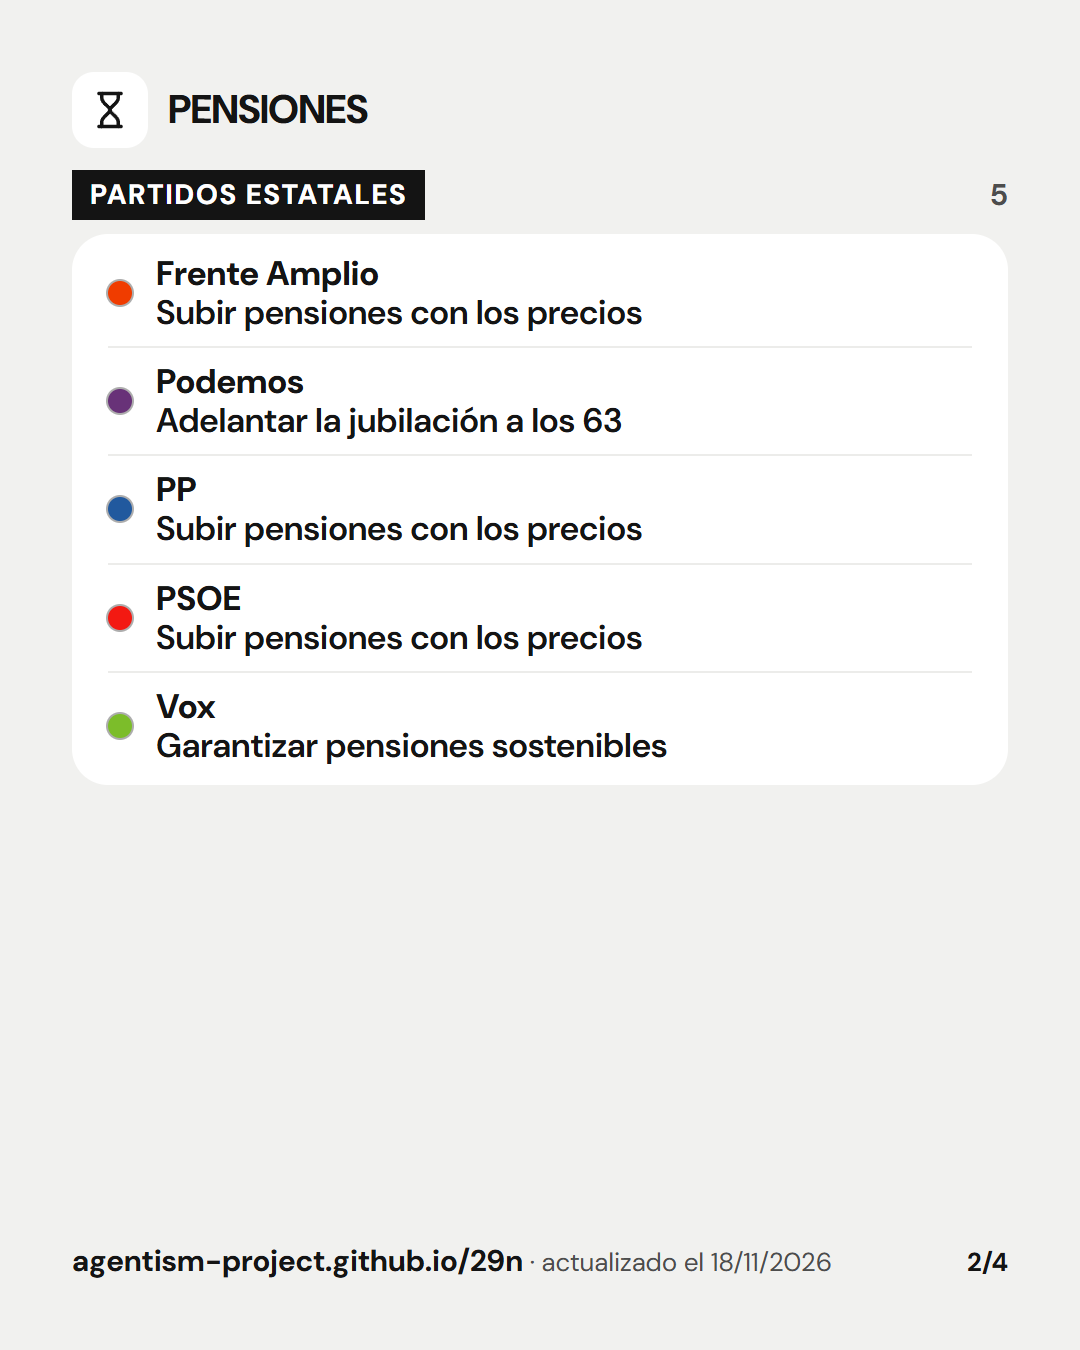 PENSIONES
PARTIDOS ESTATALES 5
Frente Amplio
Subir pensiones con los precios
Podemos
Adelantar la jubilación a los 63
PP
Subir pensiones con los precios
PSOE
Subir pensiones con los precios
Vox
Garantizar pensiones sostenibles
agentism-project.github.io/29n · actualizado el 18/11/2026 2/4